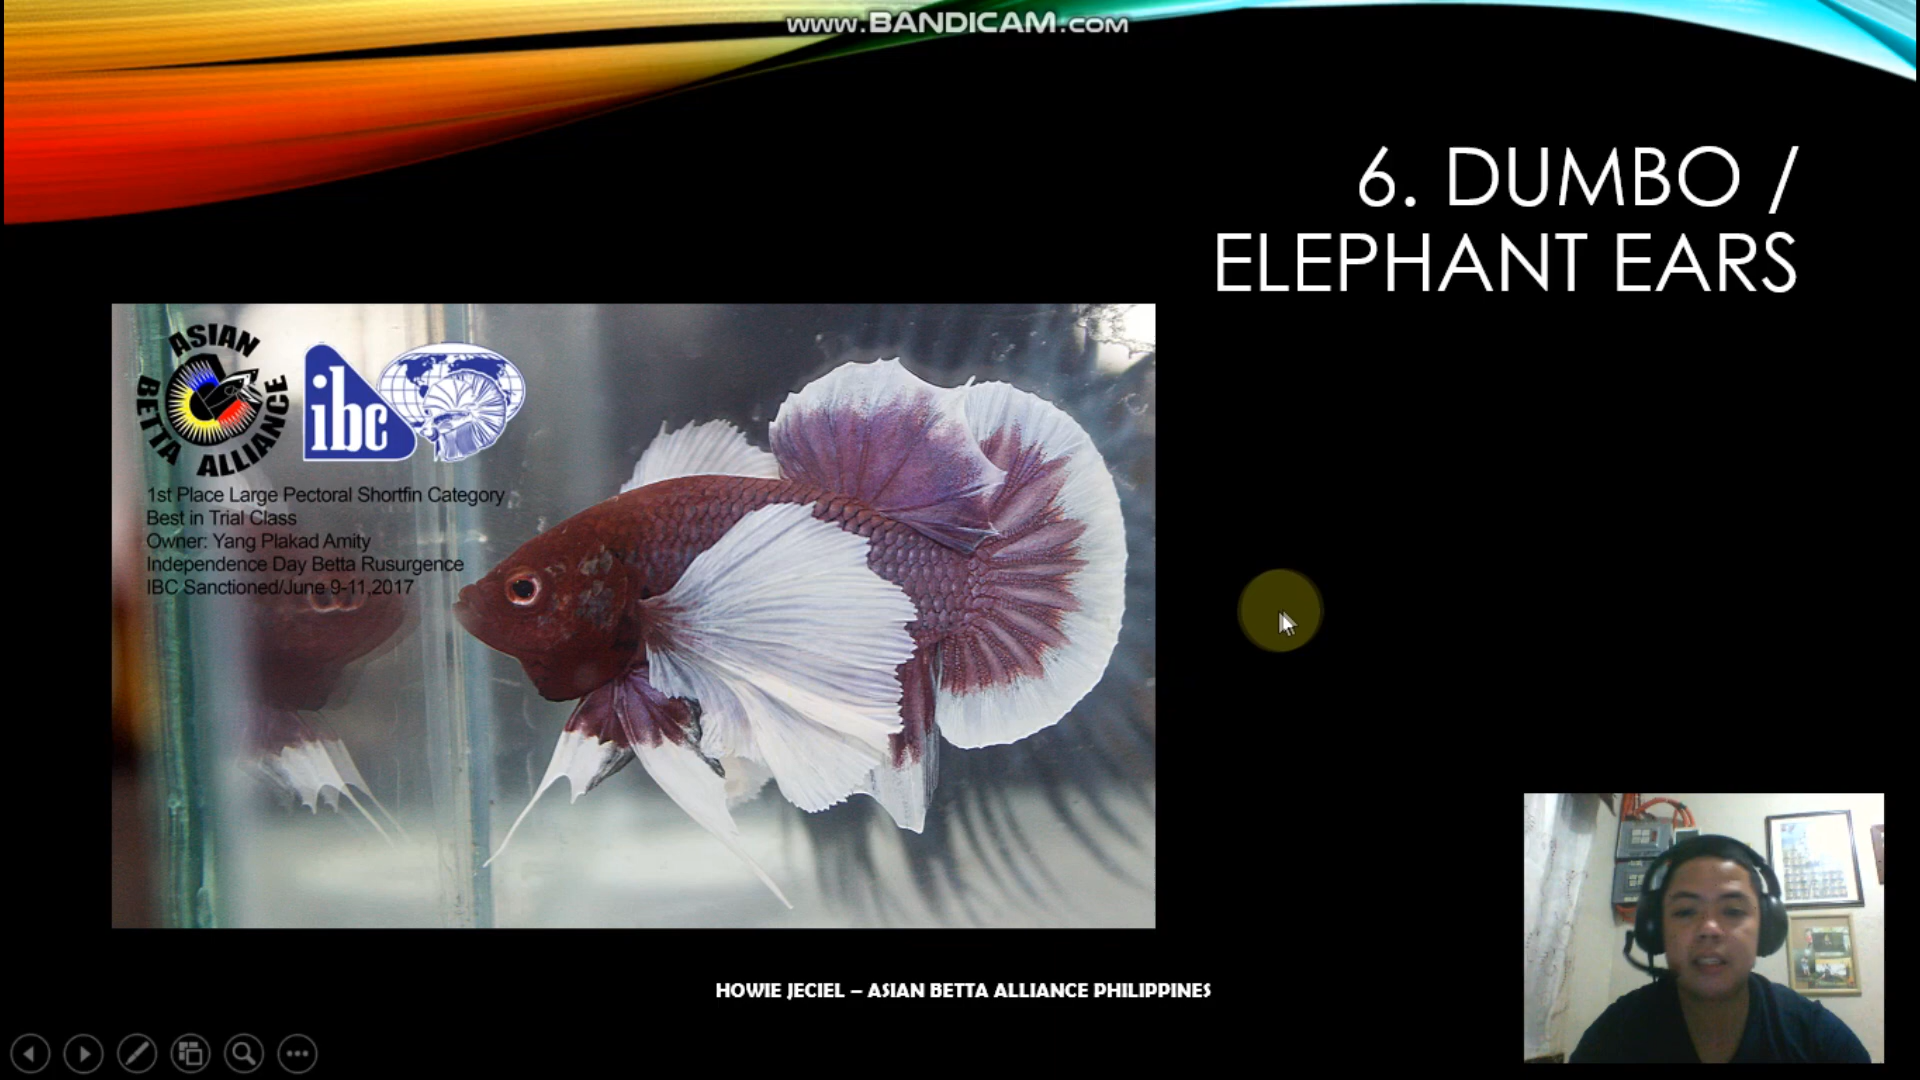 www.BANDICAM.com
6. DUMBO /
ELEPHANT EARS
ASIAN
BETTA ALLIANCE
ibc
1st Place Large Pectoral Shortfin Category
Best in Trial Class
Owner: Yang Plakad Amity
Independence Day Betta Rusurgence
IBC Sanctioned/June 9-11,2017
HOWIE JECIEL – ASIAN BETTA ALLIANCE PHILIPPINES